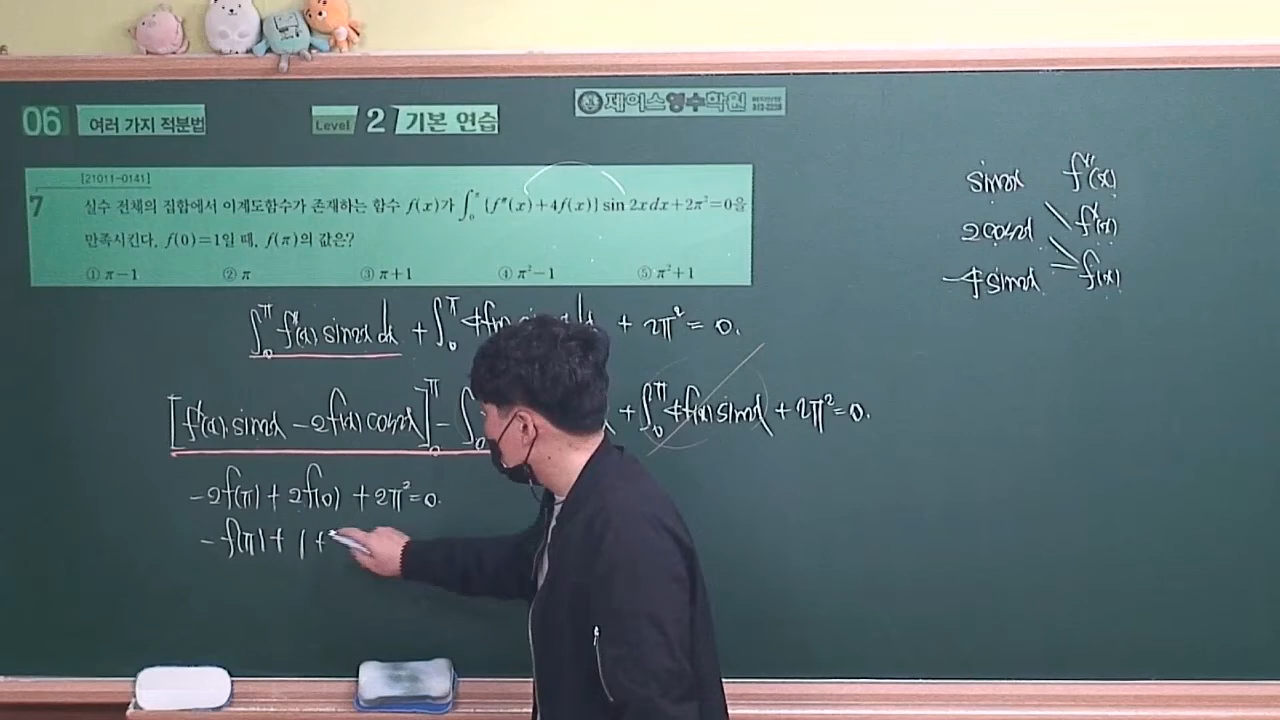 06 여러 가지 적분법
Level 2 기본 연습
제이스영수학원
[21011-0141]
7 실수 전체의 집합에서 이계도함수가 존재하는 함수 f(x)가 ∫₀^π {f″(x)+4f(x)} sin 2x dx+2π²=0을
만족시킨다. f(0)=1일 때, f(π)의 값은?
① π−1 ② π ③ π+1 ④ π²−1 ⑤ π²+1
sin2x f″(x)
2cos2x f′(x)
−4sin2x f(x)
∫₀^π f″(x) sin2x dx + ∫₀^π 4f(x) dx + 2π² = 0.
[f′(x) sin2x − 2f(x) cos2x]₀^π − ∫₀ + ∫₀^π 4f(x) sin2x + 2π² = 0.
−2f(π) + 2f(0) + 2π² = 0.
−f(π) + 1 +